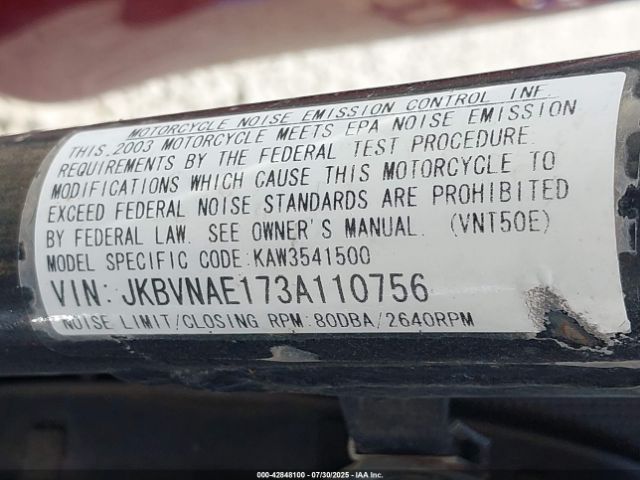 MOTORCYCLE NOISE EMISSION CONTROL INF.
THIS 2003 MOTORCYCLE MEETS EPA NOISE EMISSION
REQUIREMENTS BY THE FEDERAL TEST PROCEDURE.
MODIFICATIONS WHICH CAUSE THIS MOTORCYCLE TO
EXCEED FEDERAL NOISE STANDARDS ARE PROHIBITED
BY FEDERAL LAW. SEE OWNER'S MANUAL. (VNT50E)
MODEL SPECIFIC CODE:KAW3541500
VIN: JKBVNAE173A110756
NOISE LIMIT/CLOSING RPM:80DBA/2640RPM
000-42848100 - 07/30/2025 - © Copyright 2025 IAA, Inc.